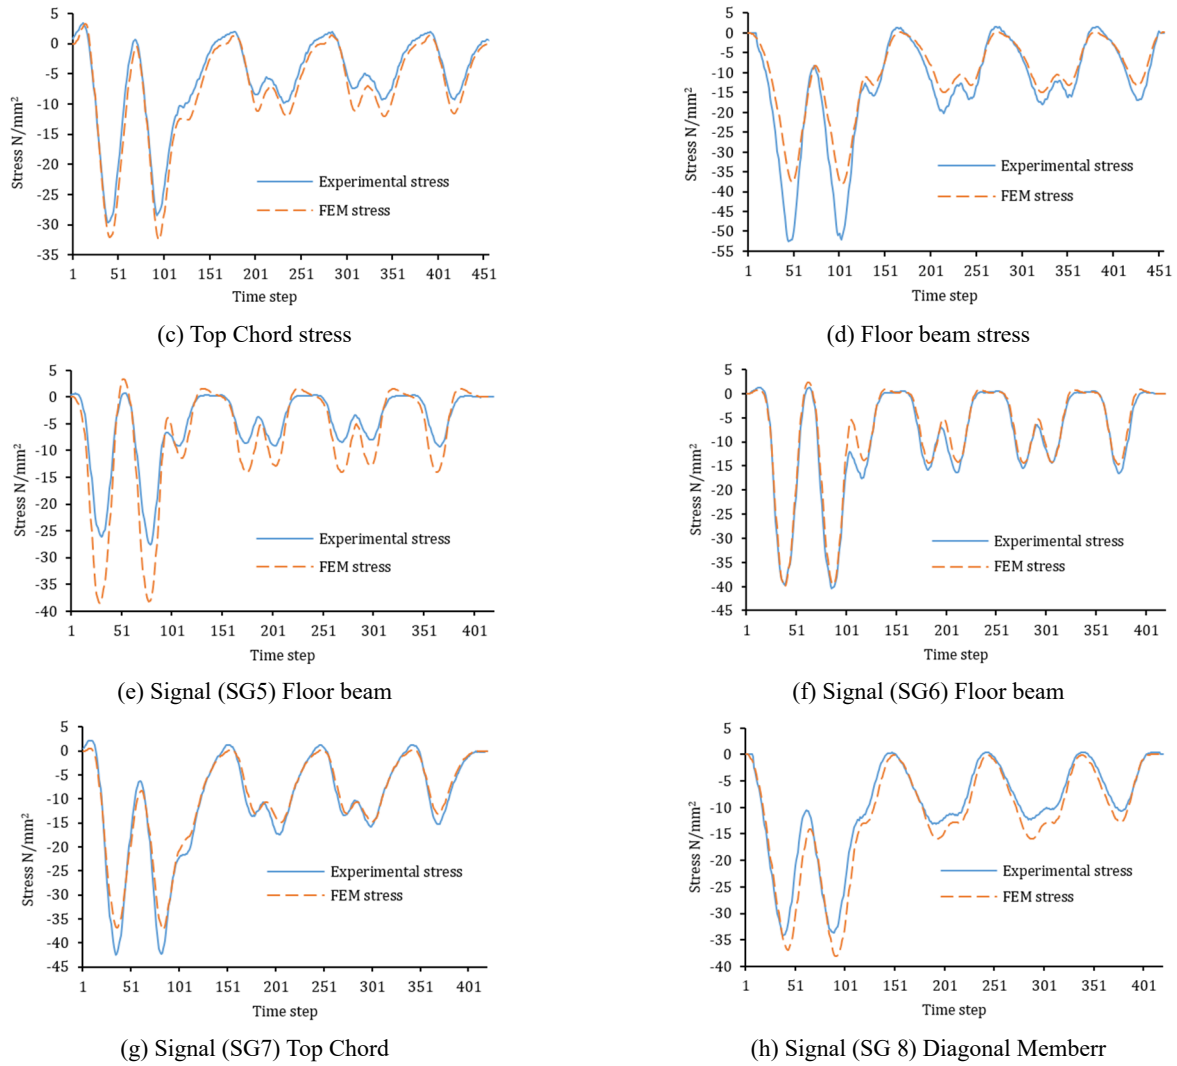 5
0
-5
-10
-15
-20
-25
-30
-35
Stress N/mm²
Experimental stress
FEM stress
1 51 101 151 201 251 301 351 401 451
Time step
(c) Top Chord stress
5
0
-5
-10
-15
-20
-25
-30
-35
-40
-45
-50
-55
Stress N/mm²
Experimental stress
FEM stress
1 51 101 151 201 251 301 351 401 451
Time step
(d) Floor beam stress
5
0
-5
-10
-15
-20
-25
-30
-35
-40
Stress N/mm²
Experimental stress
FEM stress
1 51 101 151 201 251 301 351 401
Time step
(e) Signal (SG5) Floor beam
5
0
-5
-10
-15
-20
-25
-30
-35
-40
-45
Stress N/mm²
Experimental stress
FEM stress
1 51 101 151 201 251 301 351 401
Time step
(f) Signal (SG6) Floor beam
5
0
-5
-10
-15
-20
-25
-30
-35
-40
-45
Stress N/mm²
Experimental stress
FEM stress
1 51 101 151 201 251 301 351 401
Time step
(g) Signal (SG7) Top Chord
5
0
-5
-10
-15
-20
-25
-30
-35
-40
Stress N/mm²
Experimental stress
FEM stress
1 51 101 151 201 251 301 351 401
Time step
(h) Signal (SG 8) Diagonal Memberr